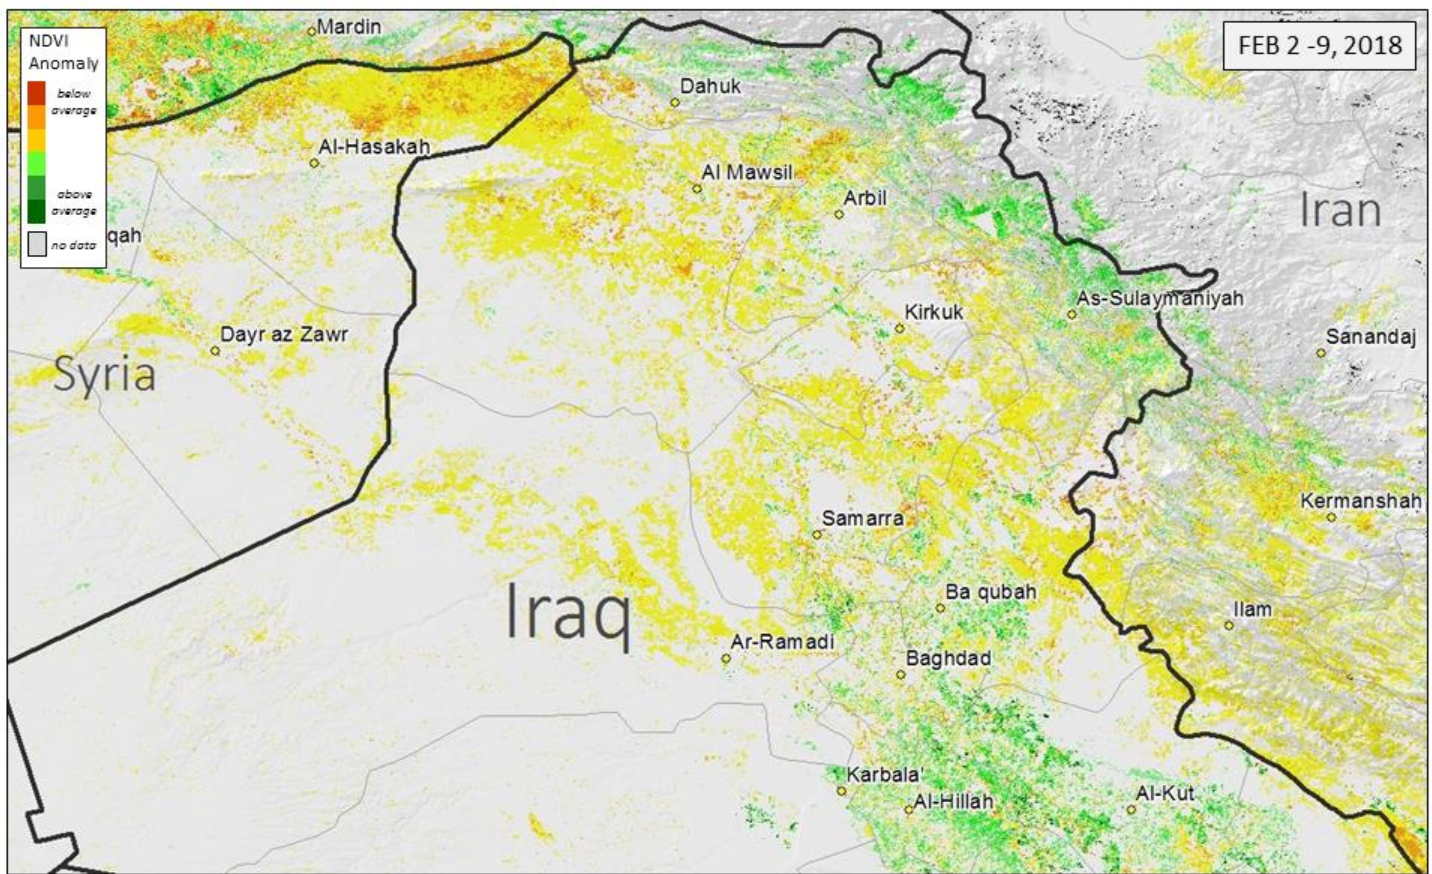 NDVI
Anomaly
below
average
above
average
no data
FEB 2 -9, 2018
Mardin
Dahuk
Al-Hasakah
Al Mawsil
Arbil
Iran
qah
As-Sulaymaniyah
Kirkuk
Dayr az Zawr
Sanandaj
Syria
Kermanshah
Samarra
Iraq
Ba qubah
Ilam
Ar-Ramadi
Baghdad
Karbala'
Al-Hillah
Al-Kut